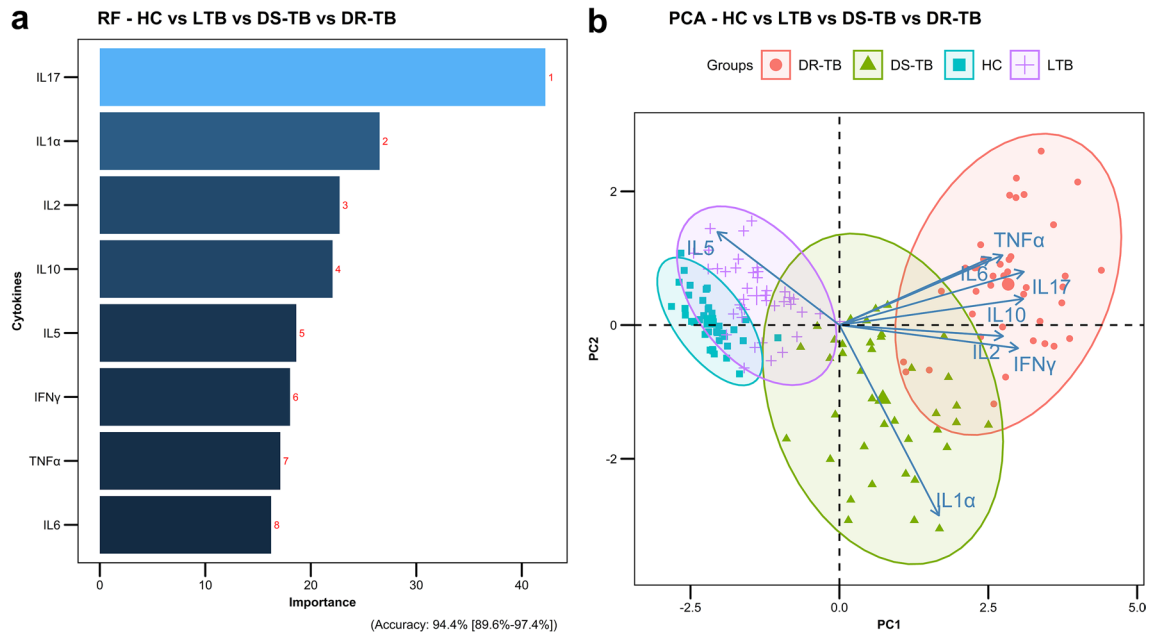 a
RF - HC vs LTB vs DS-TB vs DR-TB
Cytokines
IL17
1
IL1α
2
IL2
3
IL10
4
IL5
5
IFNγ
6
TNFα
7
IL6
8
0 10 20 30 40
Importance
(Accuracy: 94.4% [89.6%-97.4%])
b
PCA - HC vs LTB vs DS-TB vs DR-TB
Groups DR-TB DS-TB HC LTB
PC2
2
0
-2
IL5
TNFα
IL6
IL17
IL10
IL2
IFNγ
IL1α
-2.5 0.0 2.5 5.0
PC1